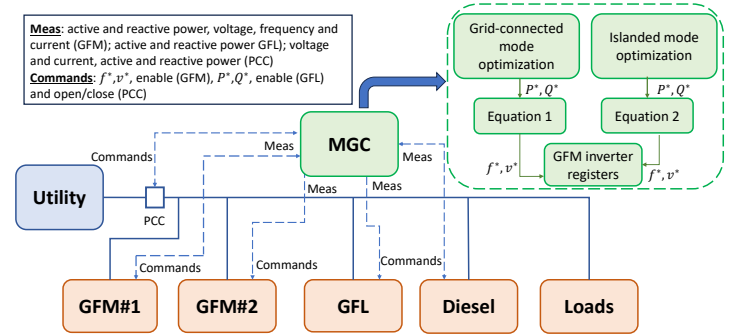 Meas: active and reactive power, voltage, frequency and
current (GFM); active and reactive power GFL); voltage
and current, active and reactive power (PCC)
Commands: f*,v*, enable (GFM), P*,Q*, enable (GFL)
and open/close (PCC)
Grid-connected
mode
optimization
Islanded mode
optimization
P*,Q*
P*,Q*
Equation 1
Equation 2
GFM inverter
registers
f*,v*
f*,v*
MGC
Commands
Meas
Meas
Meas
Meas
Utility
PCC
Commands
Commands
Commands
GFM#1
GFM#2
GFL
Diesel
Loads